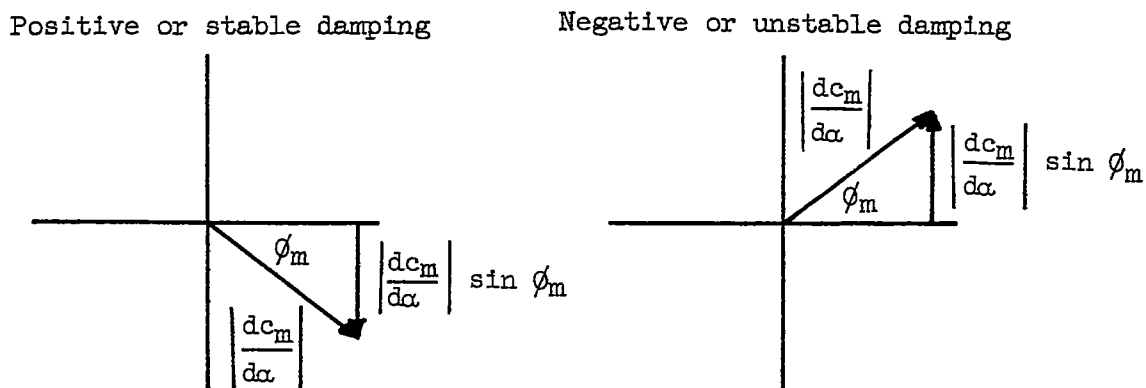 Positive or stable damping
Negative or unstable damping
|dc_m/dα|
|dc_m/dα| sin ϕ_m
ϕ_m
ϕ_m
|dc_m/dα| sin ϕ_m
|dc_m/dα|